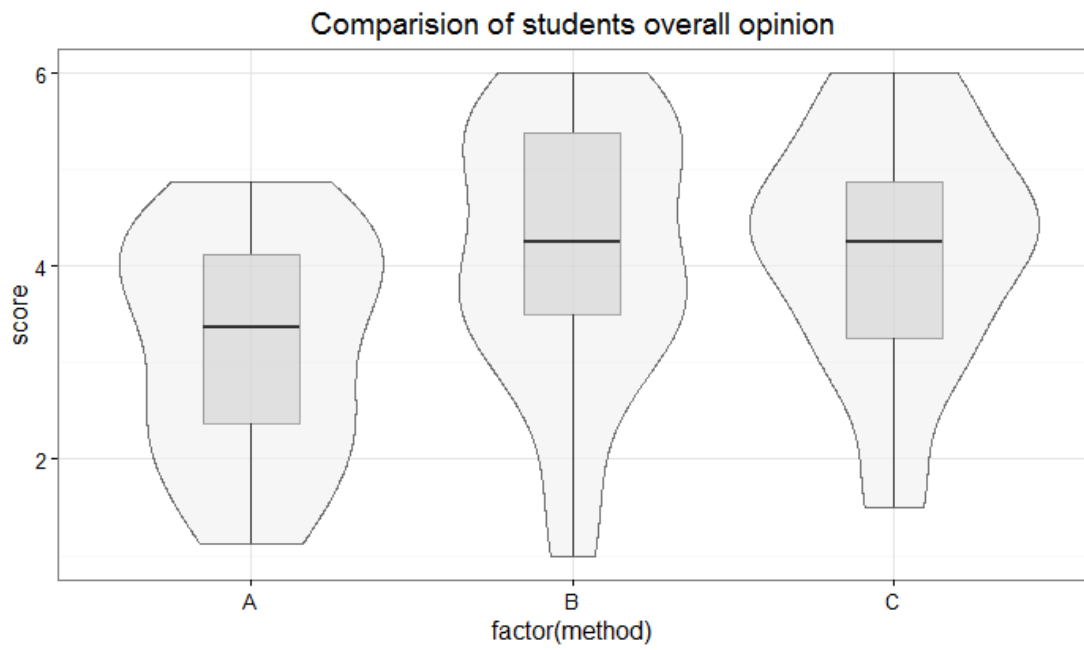 Comparision of students overall opinion
6
4
2
score
A B C
factor(method)